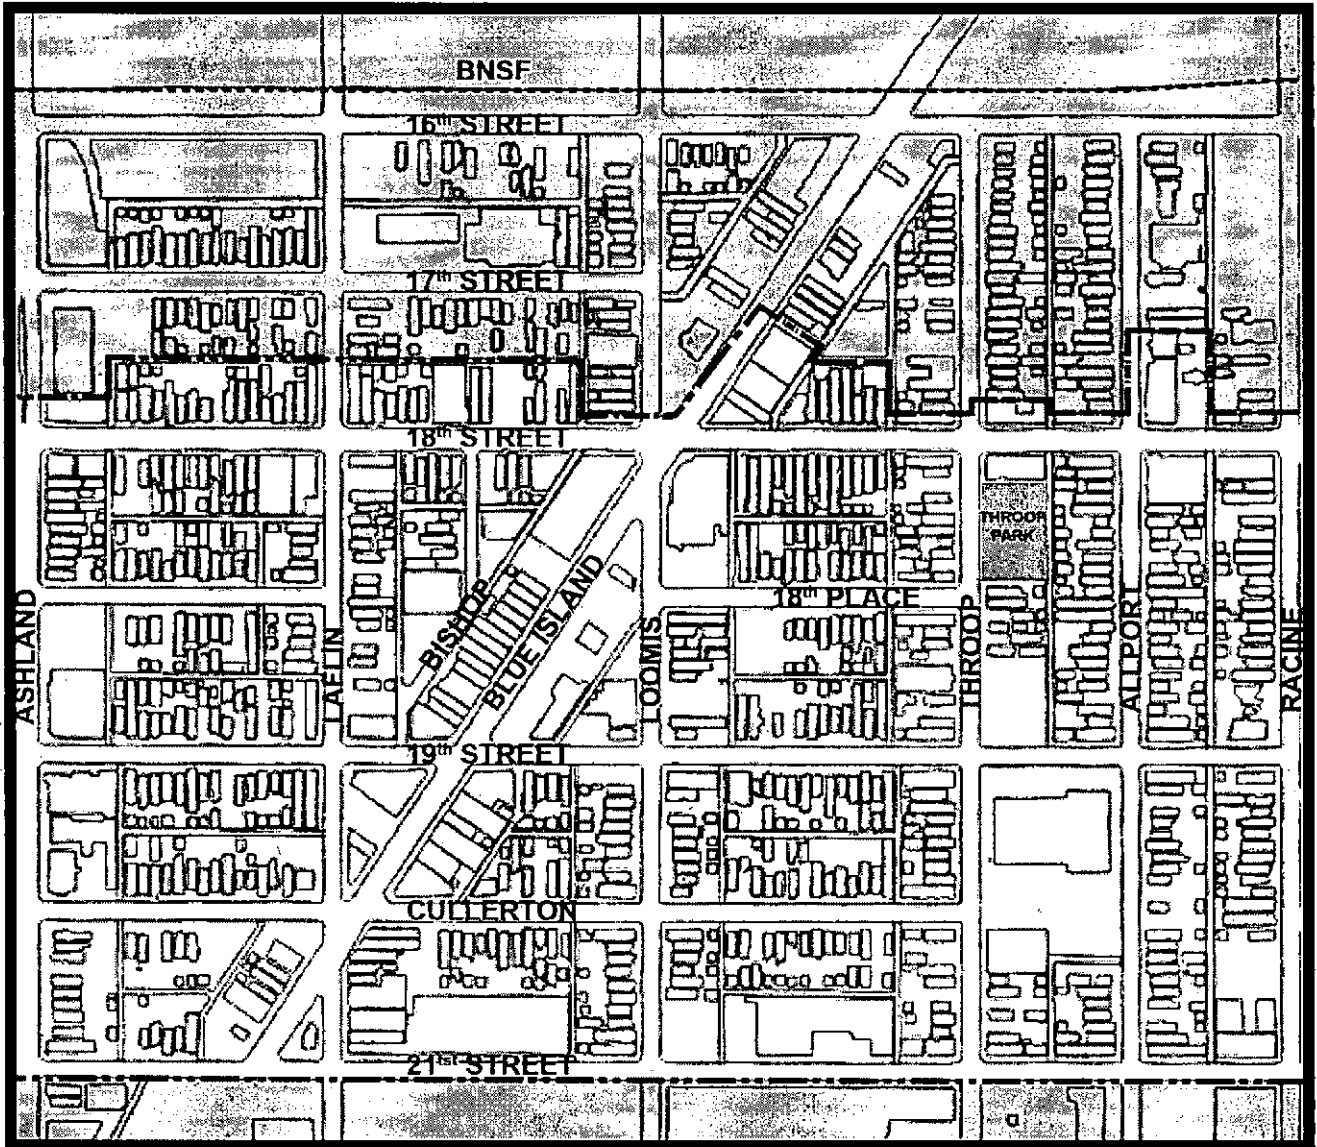 BNSF
16th STREET
17th STREET
18th STREET
THROOP
PARK
18th PLACE
ASHLAND
LAFLIN
BISHOP
BLUE ISLAND
LOOMIS
THROOP
ALLPORT
RACINE
19th STREET
CULLERTON
21tst STREET